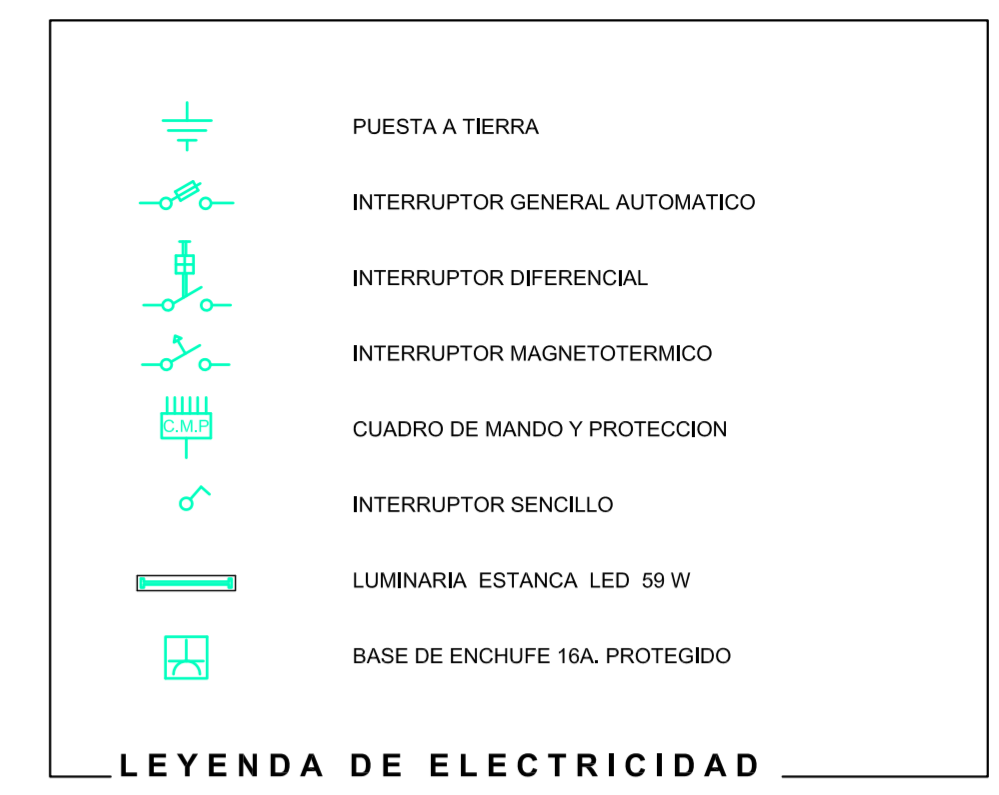 PUESTA A TIERRA
INTERRUPTOR GENERAL AUTOMATICO
INTERRUPTOR DIFERENCIAL
INTERRUPTOR MAGNETOTERMICO
C.M.P CUADRO DE MANDO Y PROTECCION
INTERRUPTOR SENCILLO
LUMINARIA ESTANCA LED 59 W
BASE DE ENCHUFE 16A. PROTEGIDO
LEYENDA DE ELECTRICIDAD